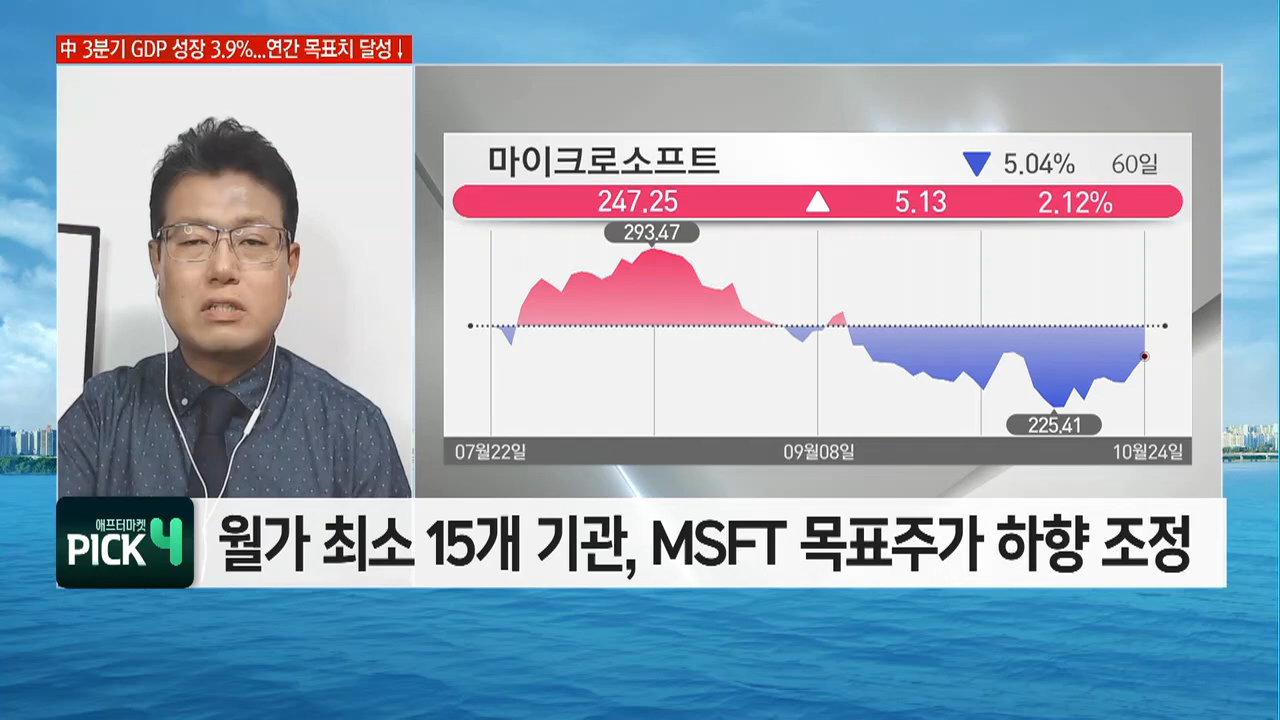 中 3분기 GDP 성장 3.9%...연간 목표치 달성↓
마이크로소프트 ▼ 5.04% 60일
247.25 ▲ 5.13 2.12%
293.47
225.41
07월22일 09월08일 10월24일
애프터마켓
PICK 4
월가 최소 15개 기관, MSFT 목표주가 하향 조정